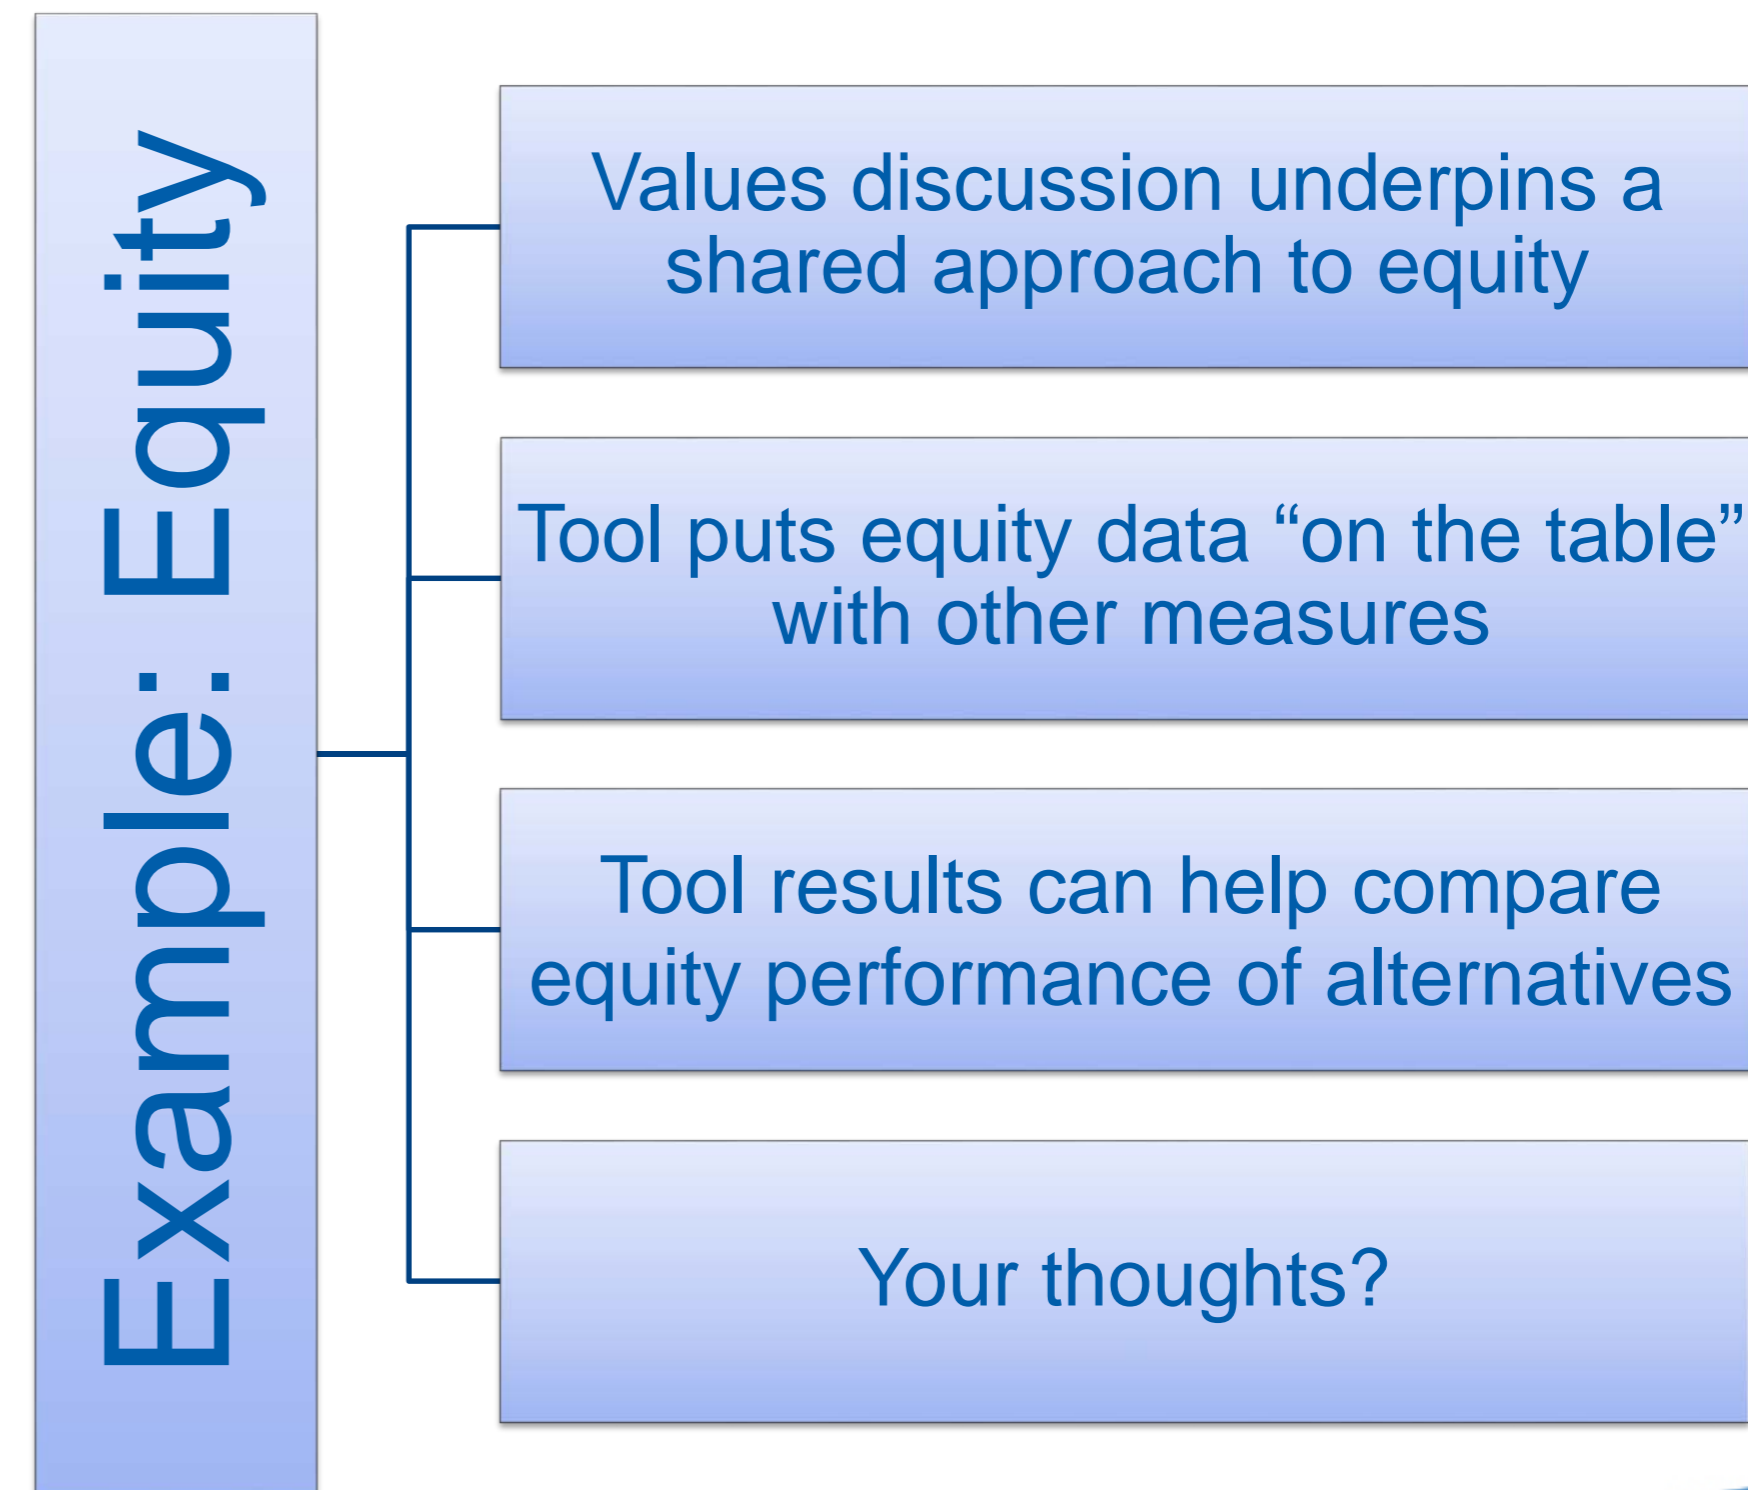 Example: Equity
Values discussion underpins a
shared approach to equity
Tool puts equity data “on the table”
with other measures
Tool results can help compare
equity performance of alternatives
Your thoughts?